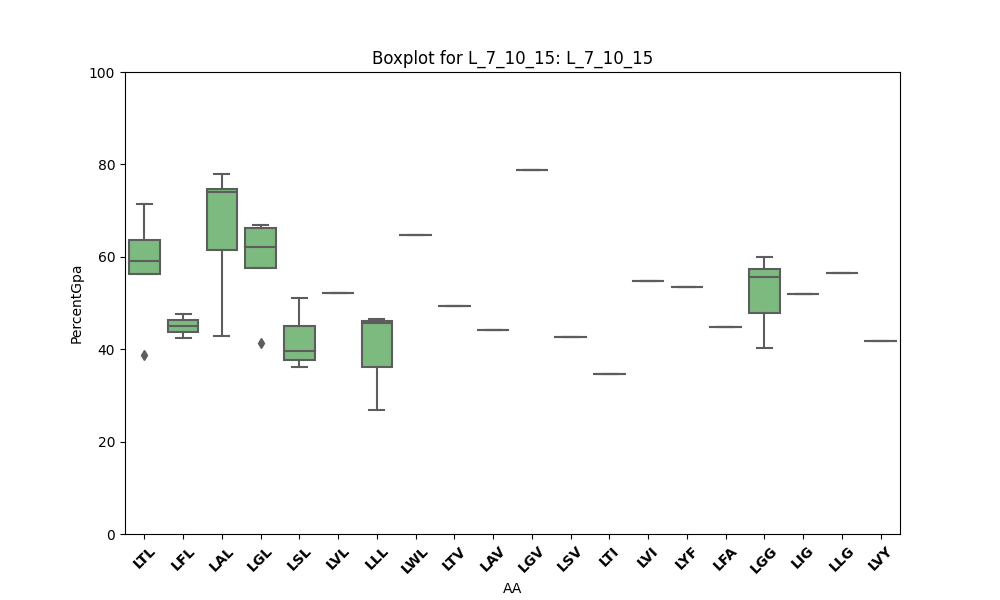 Boxplot for L_7_10_15: L_7_10_15
100
80
60
40
20
0
PercentGpa
LTL LFL LAL LGL LSL LVL LLL LWL LTV LAV LGV LSV LTI LVI LYF LFA LGG LIG LLG LVY
AA